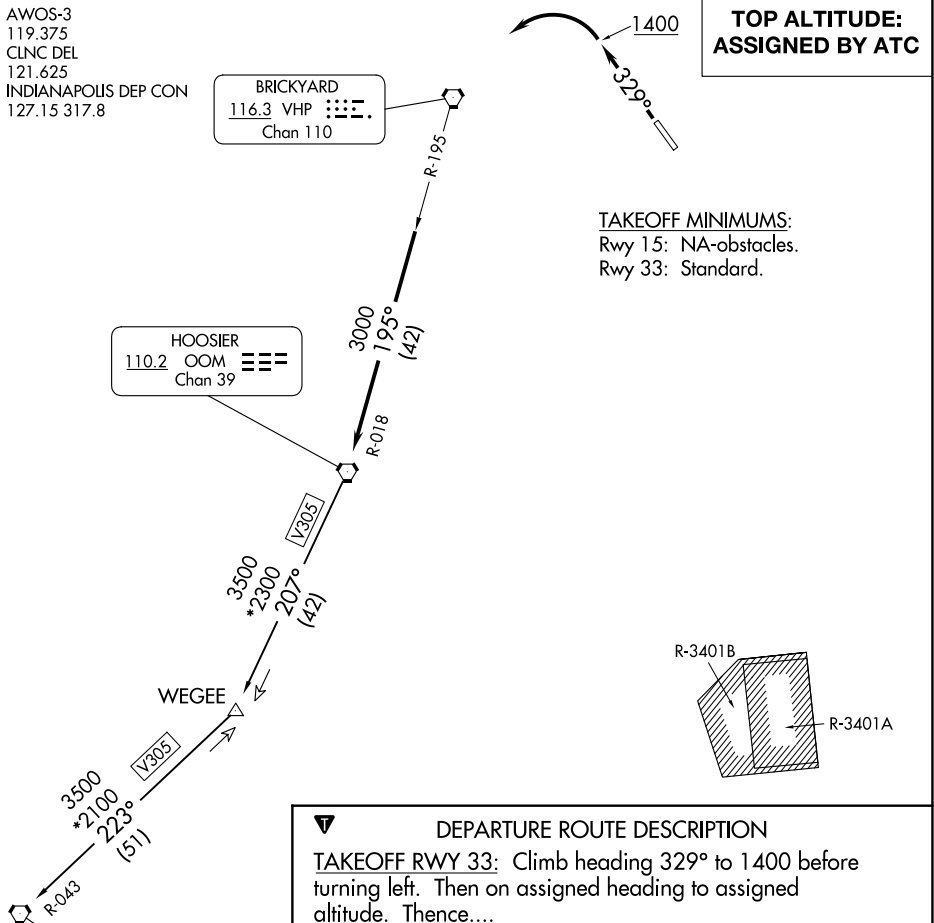 AWOS-3
119.375
CLNC DEL
121.625
INDIANAPOLIS DEP CON
127.15 317.8
TOP ALTITUDE:
ASSIGNED BY ATC
1400
329°
BRICKYARD
116.3 VHP
Chan 110
R-195
TAKEOFF MINIMUMS:
Rwy 15: NA-obstacles.
Rwy 33: Standard.
3000
195°
(42)
HOOSIER
110.2 OOM
Chan 39
R-018
V305
3500
*2300
207°
(42)
WEGEE
R-3401B
R-3401A
V305
3500
*2100
223°
(51)
R-043
T
DEPARTURE ROUTE DESCRIPTION
TAKEOFF RWY 33: Climb heading 329° to 1400 before
turning left. Then on assigned heading to assigned
altitude. Thence....